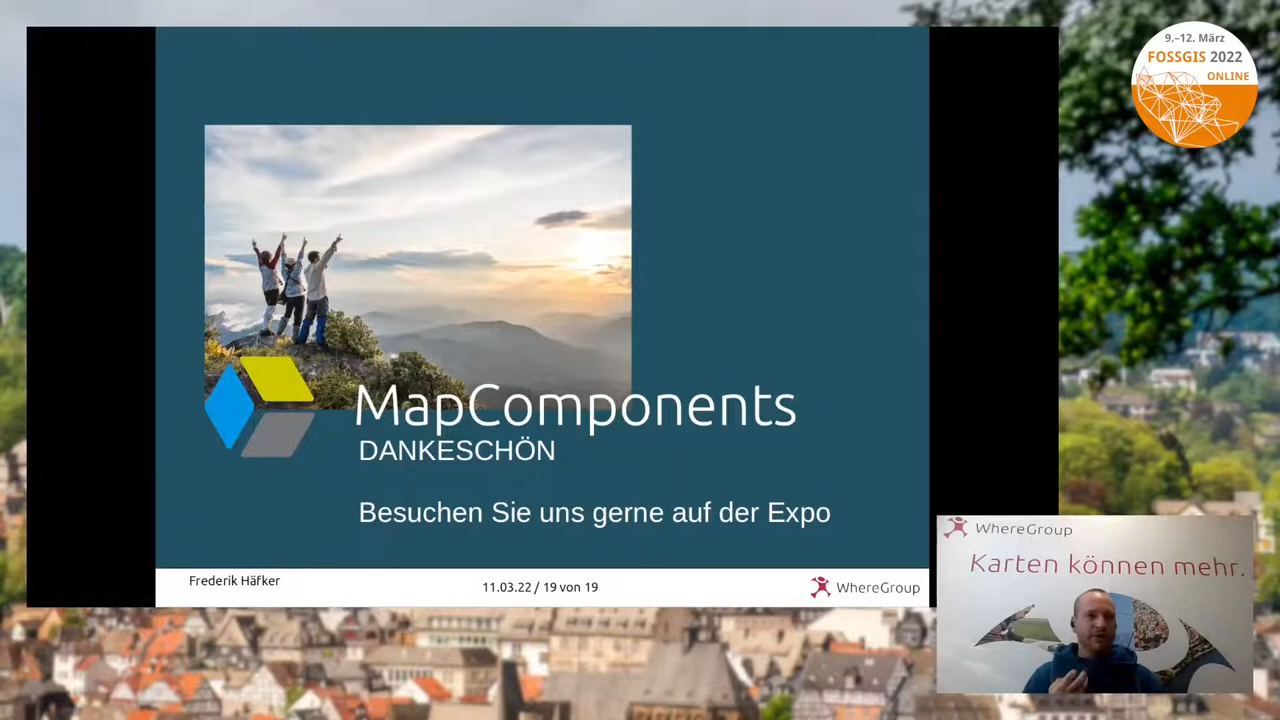 9.–12. März
FOSSGIS 2022
ONLINE
MapComponents
DANKESCHÖN
Besuchen Sie uns gerne auf der Expo
Frederik Häfker
11.03.22 / 19 von 19
WhereGroup
WhereGroup
Karten können mehr.